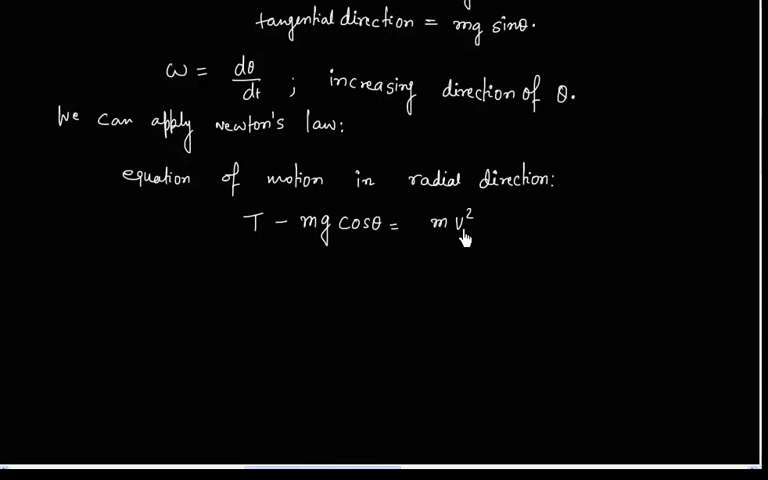 tangential direction = mg sinθ.
ω = dθ/dt ; increasing direction of θ.
We can apply newton's law:
equation of motion in radial direction:
T - mg cosθ = mv²